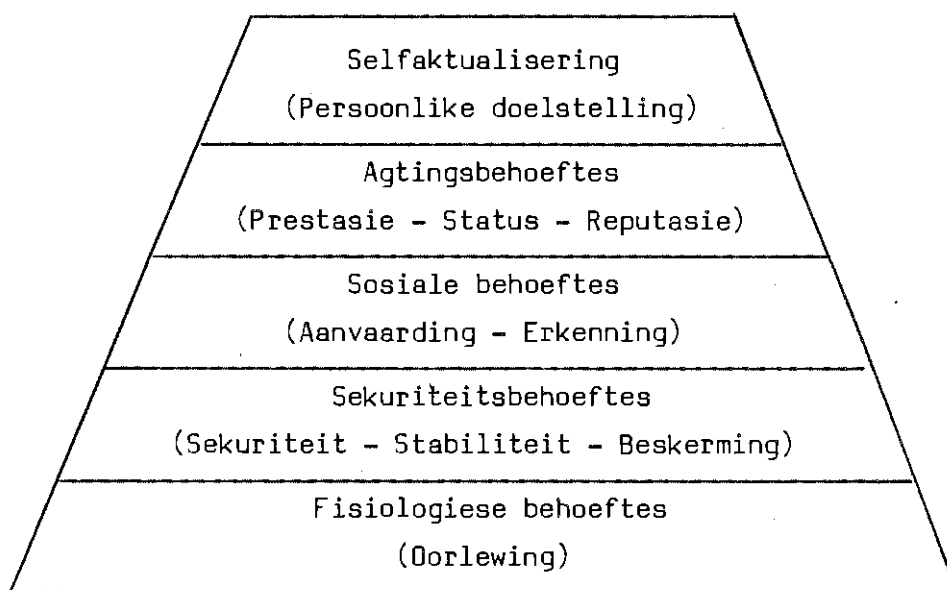 Selfaktualisering
(Persoonlike doelstelling)
Agtingsbehoeftes
(Prestasie - Status - Reputasie)
Sosiale behoeftes
(Aanvaarding - Erkenning)
Sekuriteitsbehoeftes
(Sekuriteit - Stabiliteit - Beskerming)
Fisiologiese behoeftes
(Oorlewing)